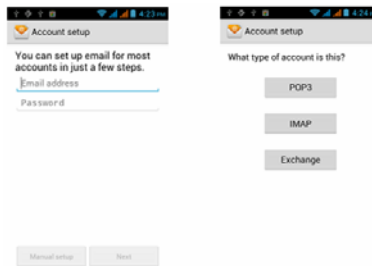 4:23 PM
Account setup
You can set up email for most
accounts in just a few steps.
Email address
Password
Manual setup
Next
4:24
Account setup
What type of account is this?
POP3
IMAP
Exchange